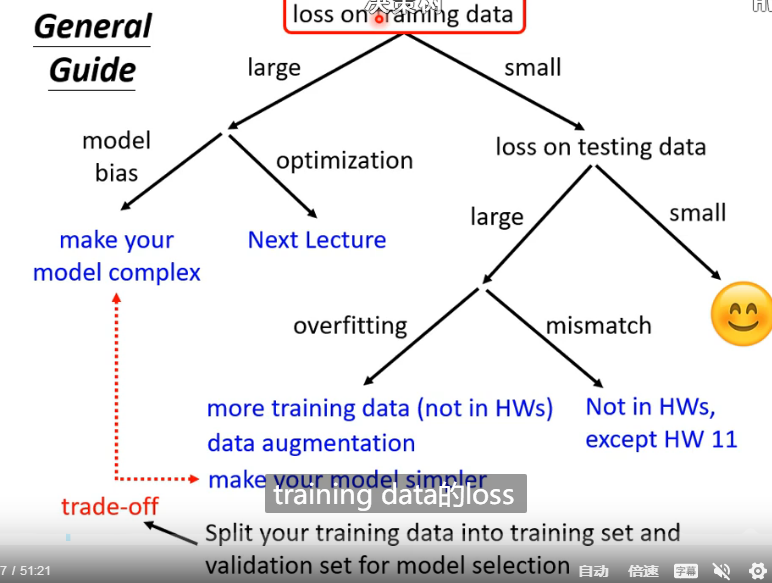 General
Guide
loss on training data
large
small
model
bias
optimization
loss on testing data
make your
model complex
Next Lecture
large
small
overfitting
mismatch
more training data (not in HWs)
data augmentation
make your model simpler
Not in HWs,
except HW 11
training data的loss
trade-off
Split your training data into training set and
validation set for model selection
7 / 51:21
自动
倍速
字幕